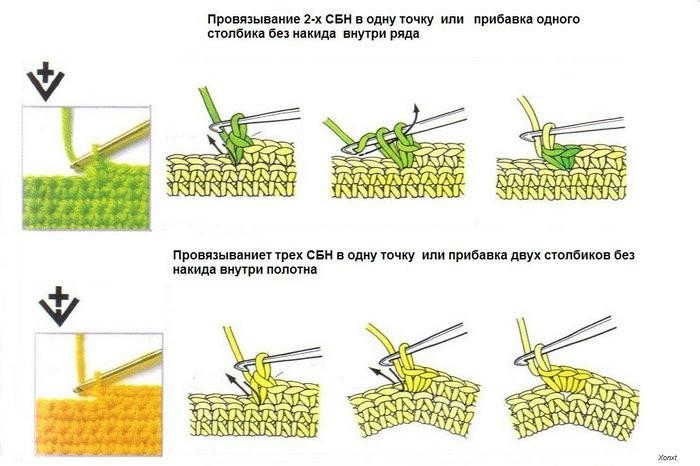 Провязывание 2-х СБН в одну точку или прибавка одного
столбика без накида внутри ряда
Провязываниет трех СБН в одну точку или прибавка двух столбиков без
накида внутри полотна
Xonxt